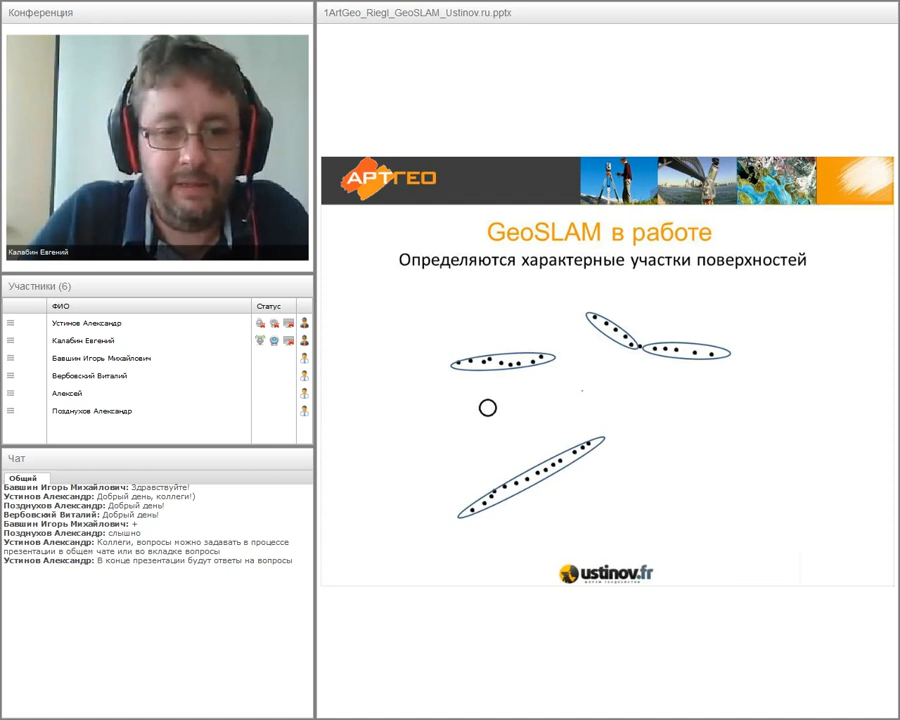 Конференция
Калабин Евгений
Участники (6)
ФИО
Статус
Устинов Александр
Калабин Евгений
Бавшин Игорь Михайлович
Вербовский Виталий
Алексей
Позднухов Александр
Чат
Общий
Бавшин Игорь Михайлович: Здравствуйте!
Устинов Александр: Добрый день, коллеги!)
Позднухов Александр: Добрый день!
Вербовский Виталий: Добрый день!
Бавшин Игорь Михайлович: +
Позднухов Александр: слышно
Устинов Александр: Коллеги, вопросы можно задавать в процессе
презентации в общем чате или во вкладке вопросы
Устинов Александр: В конце презентации будут ответы на вопросы
1ArtGeo_Riegl_GeoSLAM_Ustinov.ru.pptx
АРТГЕО
GeoSLAM в работе
Определяются характерные участки поверхностей
ustinov.fr